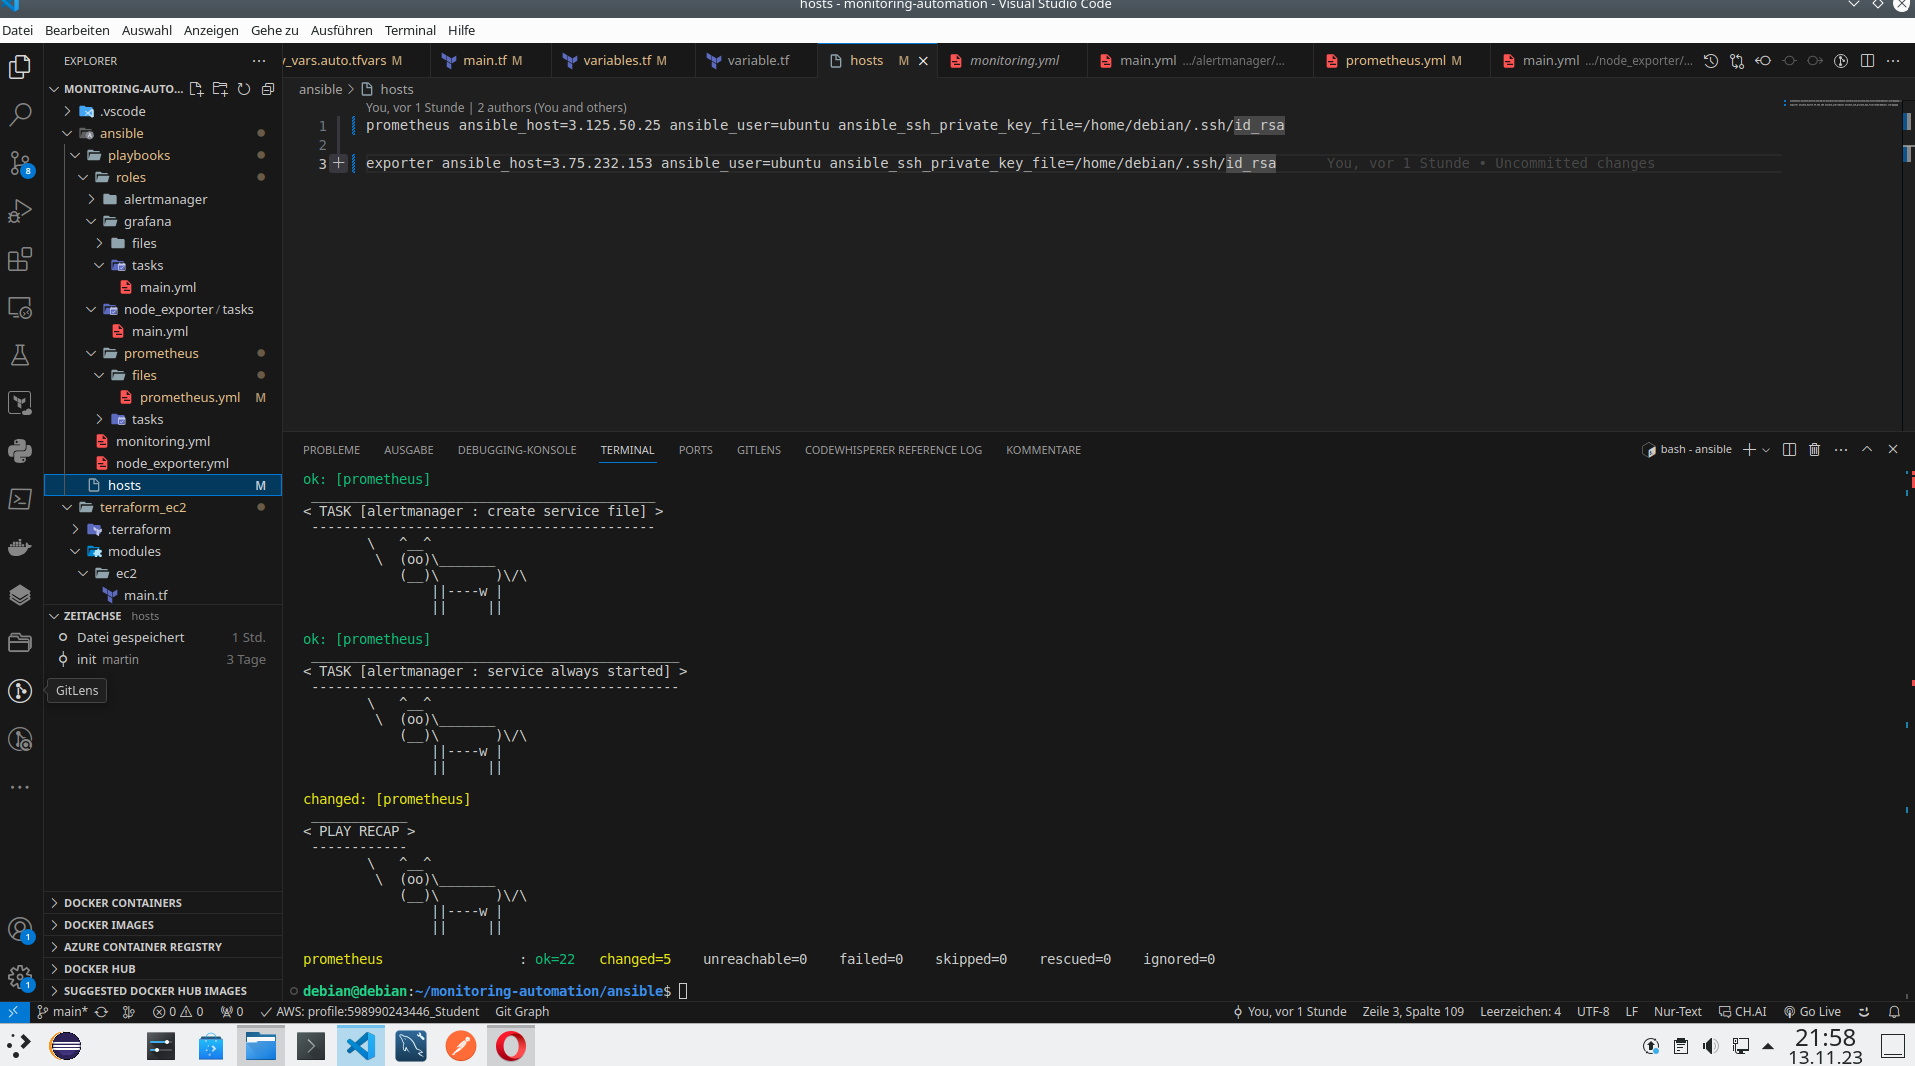 hosts - monitoring-automation - Visual Studio Code
Datei Bearbeiten Auswahl Anzeigen Gehe zu Ausführen Terminal Hilfe
EXPLORER
MONITORING-AUTO...
.vscode
ansible
playbooks
roles
alertmanager
grafana
files
tasks
main.yml
node_exporter/tasks
main.yml
prometheus
files
prometheus.yml M
tasks
monitoring.yml
node_exporter.yml
hosts M
terraform_ec2
.terraform
modules
ec2
main.tf
ZEITACHSE hosts
Datei gespeichert 1 Std.
init martin 3 Tage
GitLens
DOCKER CONTAINERS
DOCKER IMAGES
AZURE CONTAINER REGISTRY
DOCKER HUB
SUGGESTED DOCKER HUB IMAGES
8
1
1
_vars.auto.tfvars M main.tf M variables.tf M variable.tf hosts M monitoring.yml main.yml .../alertmanager/... prometheus.yml M main.yml .../node_exporter/...
ansible > hosts
You, vor 1 Stunde | 2 authors (You and others)
1 prometheus ansible_host=3.125.50.25 ansible_user=ubuntu ansible_ssh_private_key_file=/home/debian/.ssh/id_rsa
2
3 exporter ansible_host=3.75.232.153 ansible_user=ubuntu ansible_ssh_private_key_file=/home/debian/.ssh/id_rsa You, vor 1 Stunde • Uncommitted changes
PROBLEME AUSGABE DEBUGGING-KONSOLE TERMINAL PORTS GITLENS CODEWHISPERER REFERENCE LOG KOMMENTARE
bash - ansible
ok: [prometheus]
 ___________________________________________
< TASK [alertmanager : create service file] >
 -------------------------------------------
        \   ^__^
         \  (oo)\_______
            (__)\       )\/\
                ||----w |
                ||     ||
ok: [prometheus]
 ______________________________________________
< TASK [alertmanager : service always started] >
 ----------------------------------------------
        \   ^__^
         \  (oo)\_______
            (__)\       )\/\
                ||----w |
                ||     ||
changed: [prometheus]
 ____________
< PLAY RECAP >
 ------------
        \   ^__^
         \  (oo)\_______
            (__)\       )\/\
                ||----w |
                ||     ||
prometheus : ok=22 changed=5 unreachable=0 failed=0 skipped=0 rescued=0 ignored=0
debian@debian:~/monitoring-automation/ansible$
main* 0 0 0 AWS: profile:598990243446_Student Git Graph You, vor 1 Stunde Zeile 3, Spalte 109 Leerzeichen: 4 UTF-8 LF Nur-Text CH.AI Go Live
21:58
13.11.23